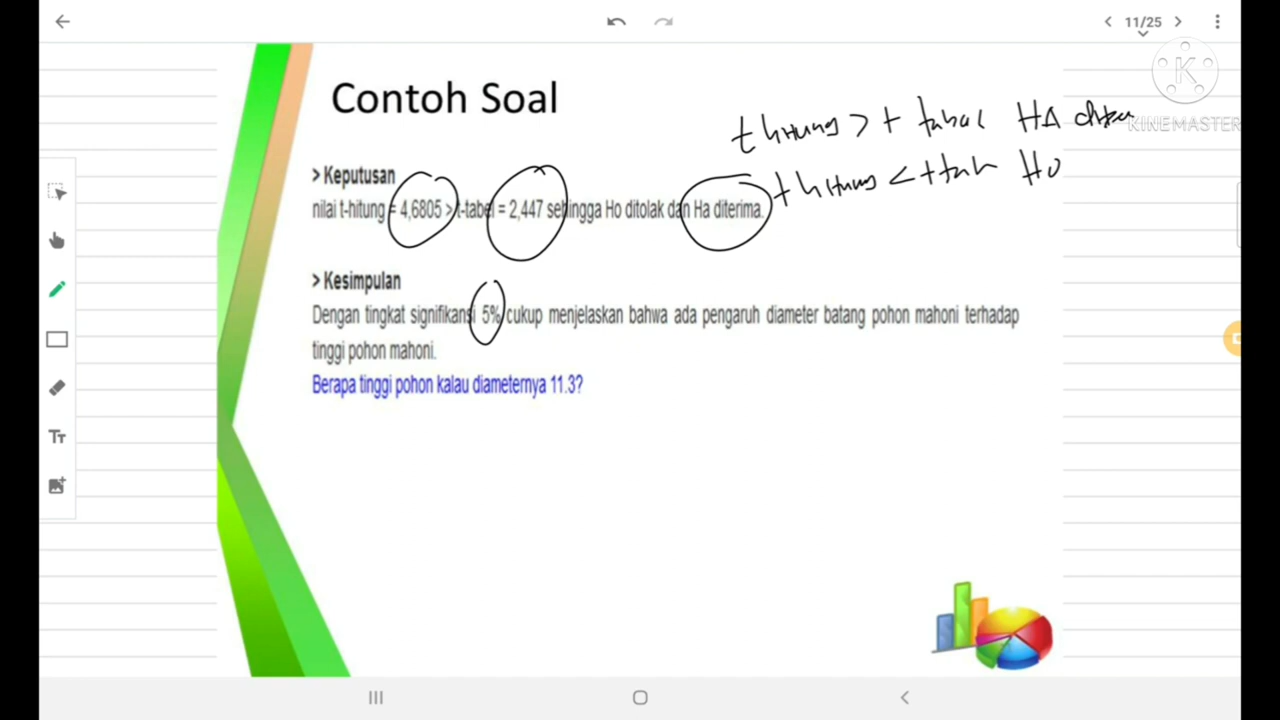 11/25
Contoh Soal
t hitung > t tabel HA diter
KINEMASTER
t hitung < t tab Ho
> Keputusan
nilai t-hitung = 4,6805 > t-tabel = 2,447 sehingga Ho ditolak dan Ha diterima.
> Kesimpulan
Dengan tingkat signifikansi 5% cukup menjelaskan bahwa ada pengaruh diameter batang pohon mahoni terhadap
tinggi pohon mahoni.
Berapa tinggi pohon kalau diameternya 11.3?
Tт
K